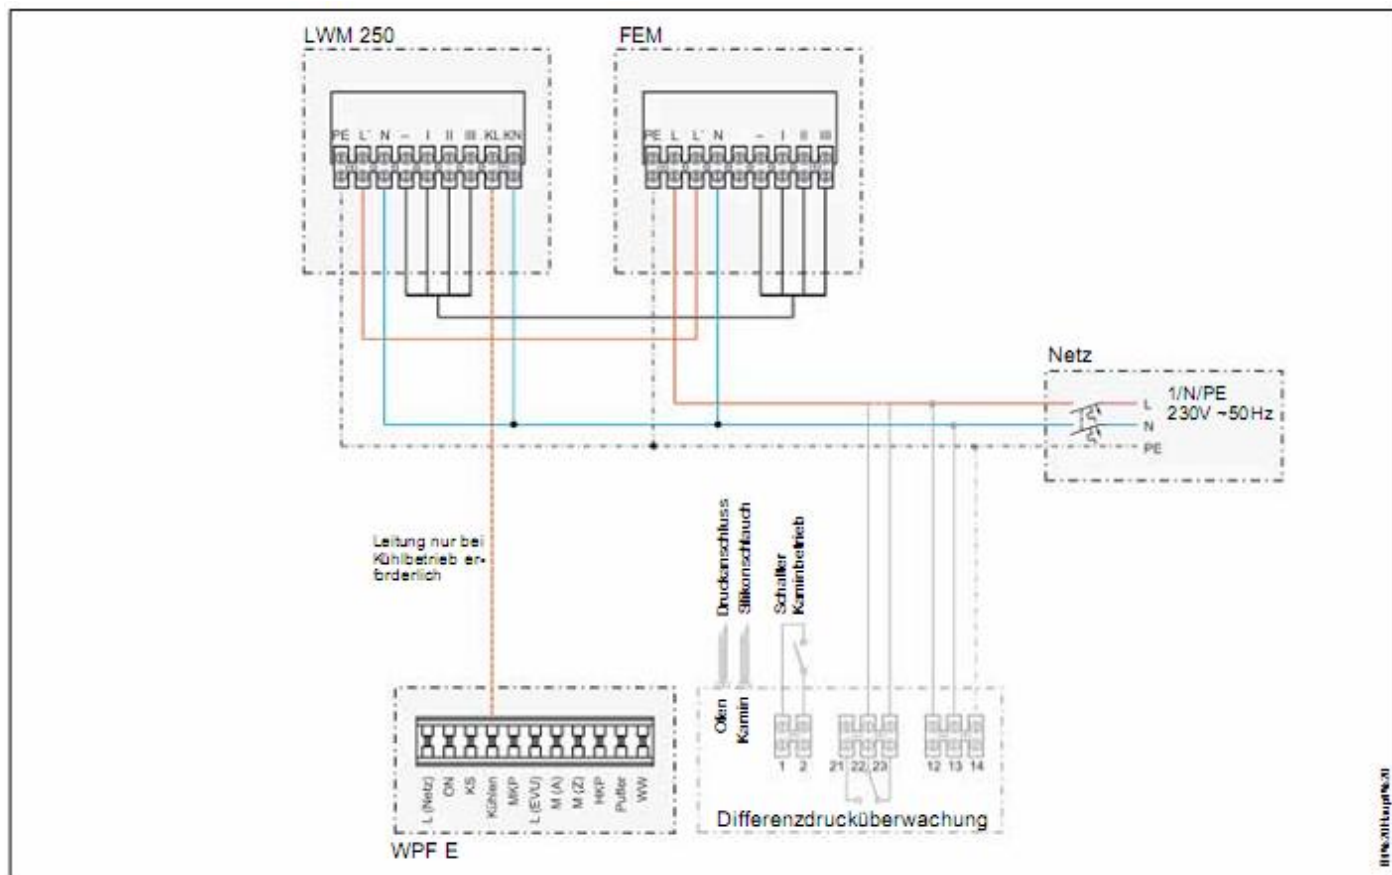 LWM 250
FEM
PE L' N – I II III KL KN
PE L L' N – I II III
Netz
1/N/PE
230V ~50Hz
L
N
PE
Leitung nur bei
Kühlbetrieb er-
forderlich
Druckanschluss
Silikonschlauch
Schalter
Kaminbetrieb
Ofen
Kamin
1 2 21 22 23 12 13 14
Differenzdrucküberwachung
L (Netz)
ON
KS
Kühlen
MKP
L (EVU)
M (A)
M (Z)
HKP
Puffer
WW
WPF E